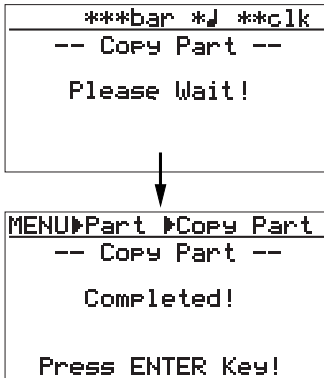 ***bar *♩ **clk
-- Copy Part --
Please Wait!
MENU▶Part ▶Copy Part
-- Copy Part --
Completed!
Press ENTER Key!